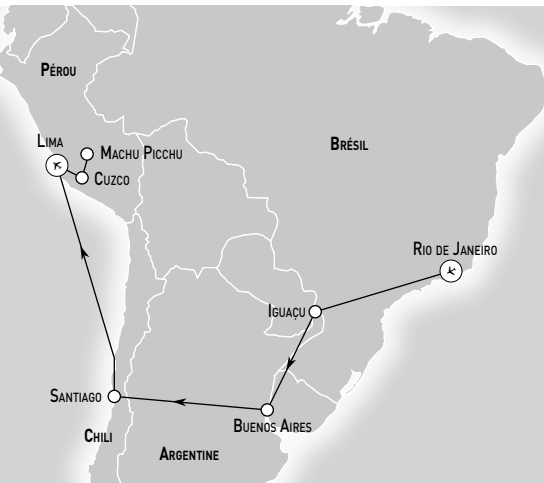 Pérou
Lima
Machu Picchu
Cuzco
Brésil
Rio de Janeiro
Iguaçu
Santiago
Buenos Aires
Chili
Argentine